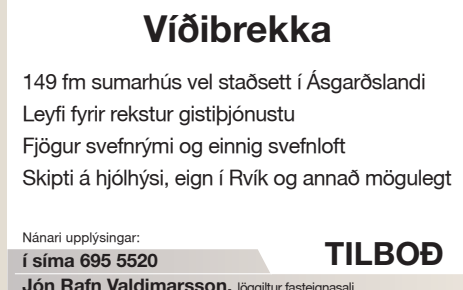 Víðibrekka
149 fm sumarhús vel staðsett í Ásgarðslandi
Leyfi fyrir rekstur gistiþjónustu
Fjögur svefnrými og einnig svefnloft
Skipti á hjólhýsi, eign í Rvík og annað mögulegt
Nánari upplýsingar:
í síma 695 5520
TILBOÐ
Jón Rafn Valdimarsson, löggiltur fasteignasali